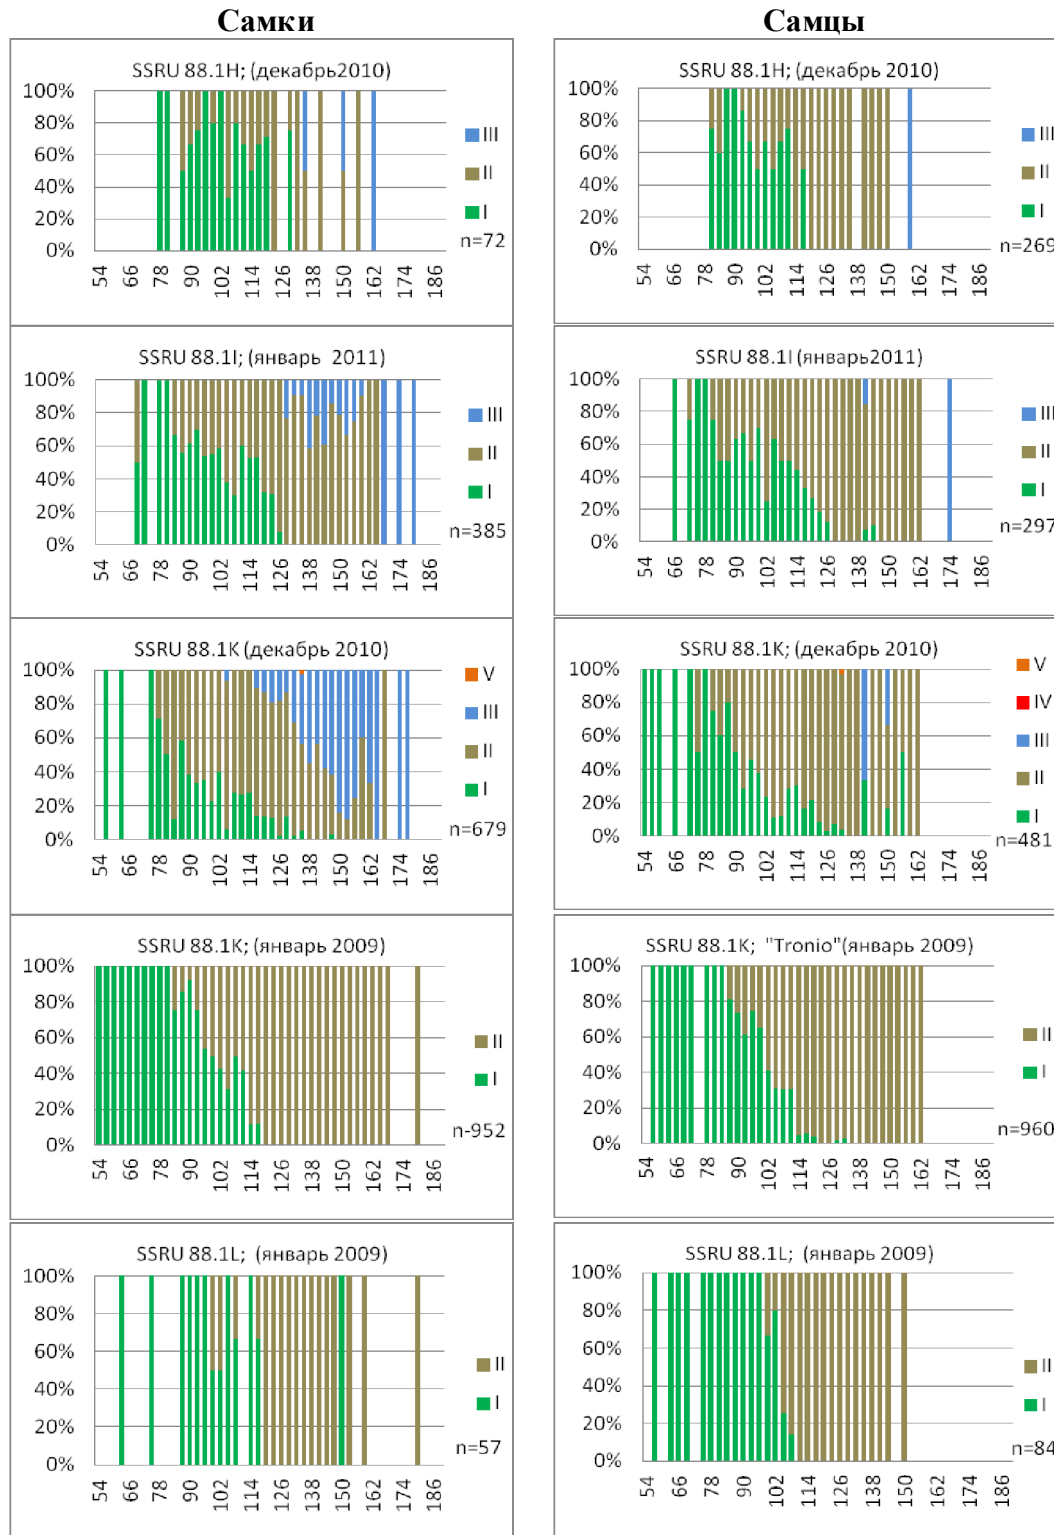 Самки
Самцы
SSRU 88.1H; (декабрь2010)
100%
80%
60%
40%
20%
0%
III
II
I
n=72
54 66 78 90 102 114 126 138 150 162 174 186
SSRU 88.1H; (декабрь 2010)
100%
80%
60%
40%
20%
0%
III
II
I
n=269
54 66 78 90 102 114 126 138 150 162 174 186
SSRU 88.1I; (январь 2011)
100%
80%
60%
40%
20%
0%
III
II
I
n=385
54 66 78 90 102 114 126 138 150 162 174 186
SSRU 88.1I (январь2011)
100%
80%
60%
40%
20%
0%
III
II
I
n=297
54 66 78 90 102 114 126 138 150 162 174 186
SSRU 88.1K (декабрь 2010)
100%
80%
60%
40%
20%
0%
V
III
II
I
n=679
54 66 78 90 102 114 126 138 150 162 174 186
SSRU 88.1K; (декабрь 2010)
100%
80%
60%
40%
20%
0%
V
IV
III
II
I
n=481
54 66 78 90 102 114 126 138 150 162 174 186
SSRU 88.1K; (январь 2009)
100%
80%
60%
40%
20%
0%
II
I
n-952
54 66 78 90 102 114 126 138 150 162 174 186
SSRU 88.1K; "Tronio"(январь 2009)
100%
80%
60%
40%
20%
0%
II
I
n=960
54 66 78 90 102 114 126 138 150 162 174 186
SSRU 88.1L; (январь 2009)
100%
80%
60%
40%
20%
0%
II
I
n=57
54 66 78 90 102 114 126 138 150 162 174 186
SSRU 88.1L; (январь 2009)
100%
80%
60%
40%
20%
0%
II
I
n=84
54 66 78 90 102 114 126 138 150 162 174 186